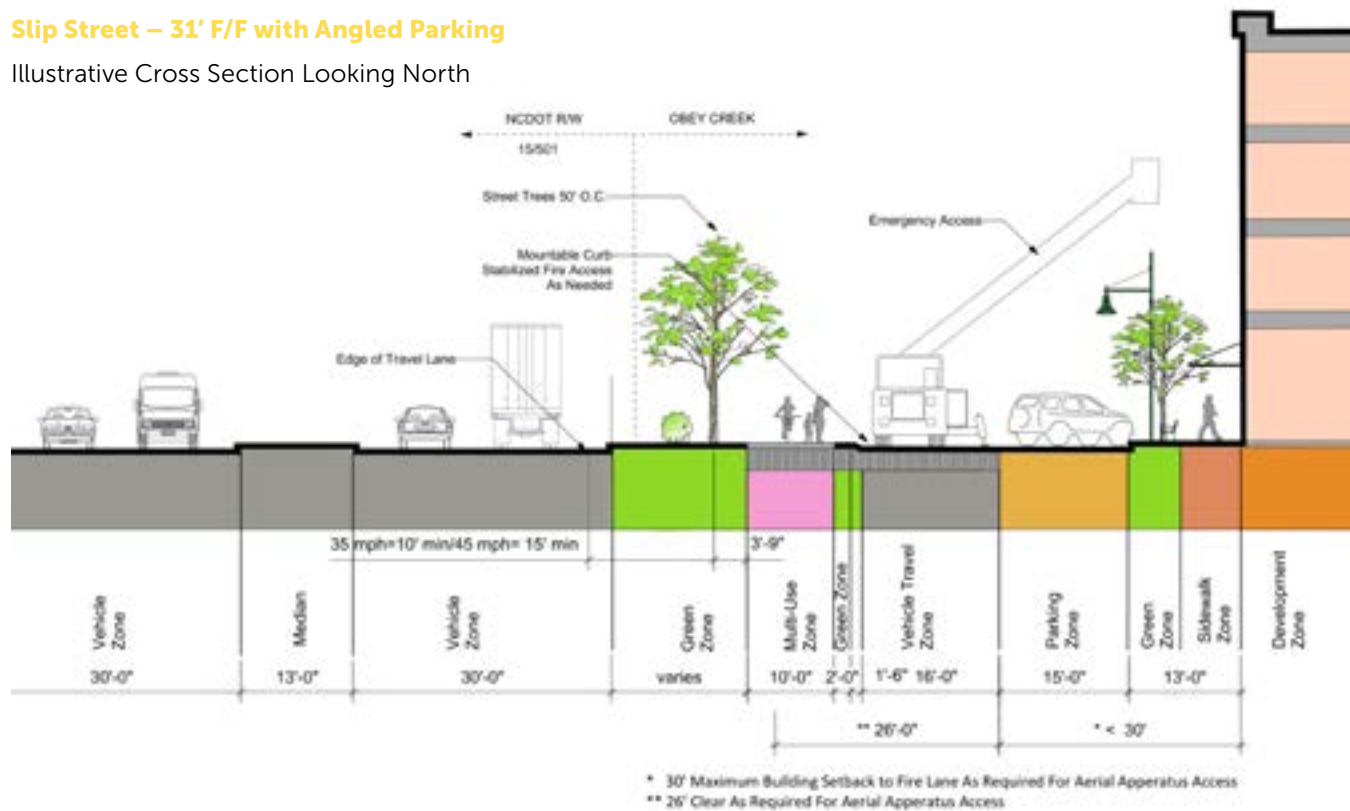 Slip Street – 31' F/F with Angled Parking
Illustrative Cross Section Looking North
NCDOT R/W
OBEY CREEK
15/501
Street Trees 50' O.C.
Emergency Access
Mountable Curb
Stabilized Fire Access
As Needed
Edge of Travel Lane
35 mph=10' min/45 mph= 15' min
3'-9"
Vehicle
Zone
Median
Vehicle
Zone
Green
Zone
Multi-Use
Zone
Green Zone
Vehicle Travel
Zone
Parking
Zone
Green
Zone
Sidewalk
Zone
Development
Zone
30'-0"
13'-0"
30'-0"
varies
10'-0"
2'-0"
1'-6"
16'-0"
15'-0"
13'-0"
** 26'-0"
* < 30'
* 30' Maximum Building Setback to Fire Lane As Required For Aerial Apparatus Access
** 26' Clear As Required For Aerial Apparatus Access